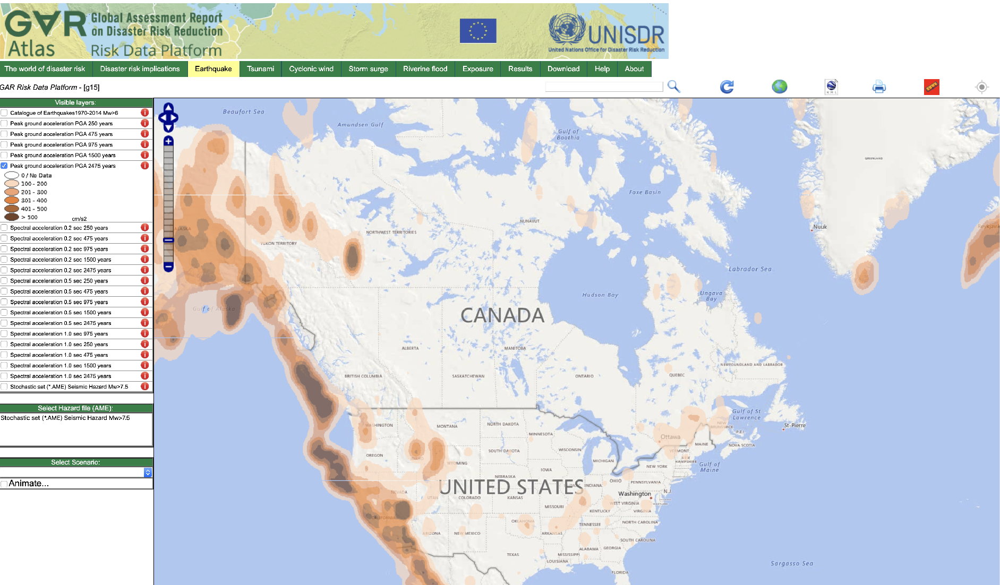 GAR Global Assessment Report
on Disaster Risk Reduction
Atlas Risk Data Platform
UNISDR
United Nations Office for Disaster Risk Reduction
The world of disaster risk Disaster risk implications Earthquake Tsunami Cyclonic wind Storm surge Riverine flood Exposure Results Download Help About
GAR Risk Data Platform - [g15]
KML
Visible layers:
Catalogue of Earthquakes1970-2014 Mw>6
Peak ground acceleration PGA 250 years
Peak ground acceleration PGA 475 years
Peak ground acceleration PGA 975 years
Peak ground acceleration PGA 1500 years
Peak ground acceleration PGA 2475 years
0 / No Data
100 - 200
201 - 300
301 - 400
401 - 500
> 500
cm/s2
Spectral acceleration 0.2 sec 250 years
Spectral acceleration 0.2 sec 475 years
Spectral acceleration 0.2 sec 975 years
Spectral acceleration 0.2 sec 1500 years
Spectral acceleration 0.2 sec 2475 years
Spectral acceleration 0.5 sec 250 years
Spectral acceleration 0.5 sec 475 years
Spectral acceleration 0.5 sec 975 years
Spectral acceleration 0.5 sec 1500 years
Spectral acceleration 0.5 sec 2475 years
Spectral acceleration 1.0 sec 975 years
Spectral acceleration 1.0 sec 250 years
Spectral acceleration 1.0 sec 475 years
Spectral acceleration 1.0 sec 1500 years
Spectral acceleration 1.0 sec 2475 years
Stochastic set (*.AME) Seismic Hazard Mw>7.5
Select Hazard file (AME):
Stochastic set (*.AME) Seismic Hazard Mw>7.5
Select Scenario:
Animate...
Beaufort Sea
Amundsen Gulf
Gulf of
Boothia
GREENLAND
Foxe Basin
NUNAVUT
ALASKA
NORTHWEST TERRITORIES
YUKON TERRITORY
Nuuk
Reykjavik
Labrador Sea
Hudson Bay
Ungava
Bay
Gulf of Alaska
CANADA
ALBERTA
MANITOBA
NEWFOUNDLAND AND LABRADOR
BRITISH COLUMBIA
SASKATCHEWAN
ONTARIO
QUEBEC
Gulf of St
Lawrence
WASHINGTON
MONTANA
NORTH DAKOTA
NEW
BRUNSWICK
St-Pierre
P.E.I.
MINNESOTA
Ottawa
MAINE
NOVA SCOTIA
OREGON
IDAHO
SOUTH DAKOTA
WISCONSIN
VERMONT
WYOMING
MICHIGAN
NEW
HAMPSHIRE
NEW YORK
Gulf of
Maine
IOWA
NEBRASKA
OHIO
PENNSYLVANIA
UNITED STATES
ILLINOIS
INDIANA
NEVADA
UTAH
COLORADO
KANSAS
Washington
N.J.
MISSOURI
WEST VIRGINIA
KENTUCKY
VIRGINIA
CALIFORNIA
OKLAHOMA
TENNESSEE
NORTH CAROLINA
ARIZONA
NEW MEXICO
ARKANSAS
SOUTH CAROLINA
ALABAMA
GEORGIA
TEXAS
MISSISSIPPI
LOUISIANA
Sargasso Sea
FLORIDA